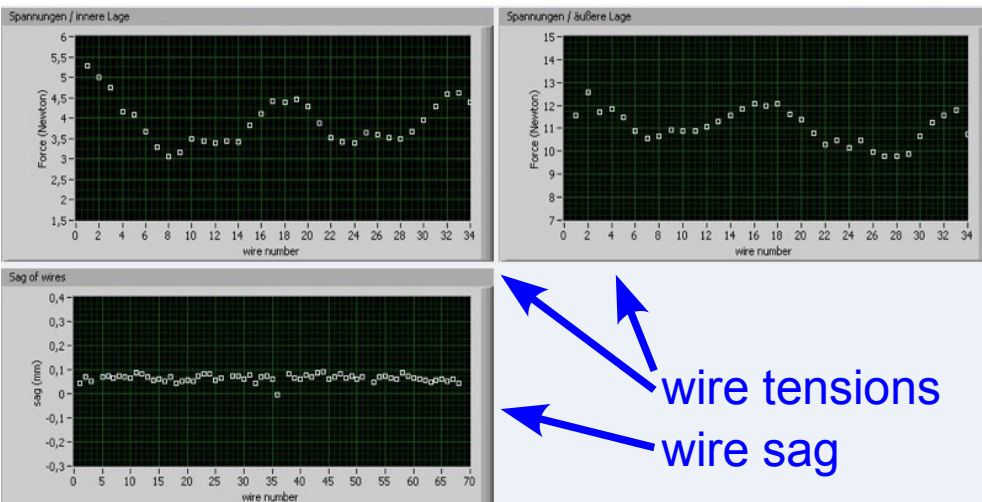 Spannungen / innere Lage
6
5,5
5
4,5
4
3,5
3
2,5
2
1,5
Force (Newton)
0 2 4 6 8 10 12 14 16 18 20 22 24 26 28 30 32 34
wire number
Spannungen / äußere Lage
15
14
13
12
11
10
9
8
7
Force (Newton)
0 2 4 6 8 10 12 14 16 18 20 22 24 26 28 30 32 34
wire number
Sag of wires
0,4
0,3
0,2
0,1
0
-0,1
-0,2
-0,3
sag (mm)
0 5 10 15 20 25 30 35 40 45 50 55 60 65 70
wire number
wire tensions
wire sag